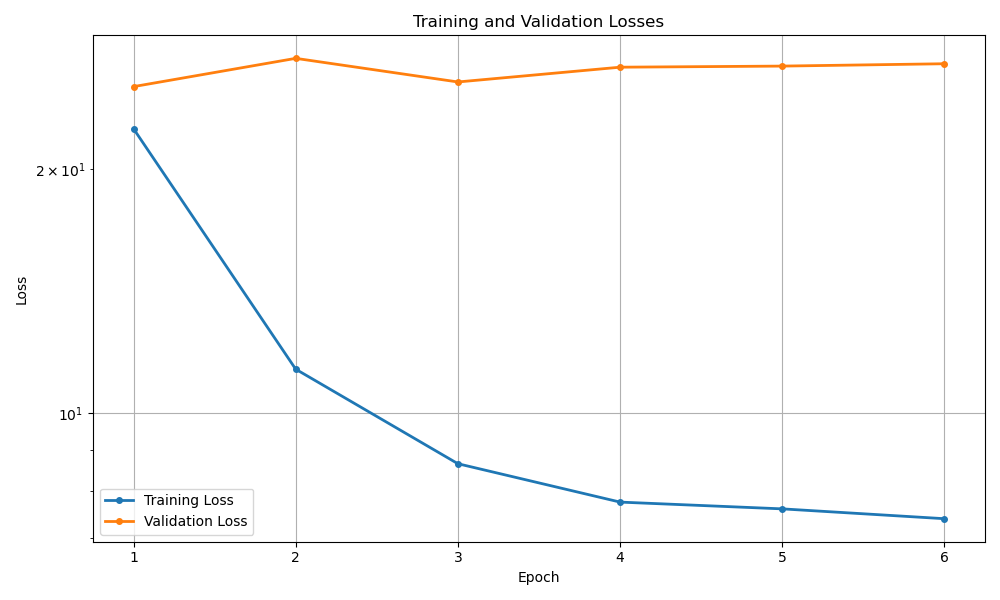 Training and Validation Losses
2 × 10¹
10¹
Loss
Training Loss
Validation Loss
1 2 3 4 5 6
Epoch